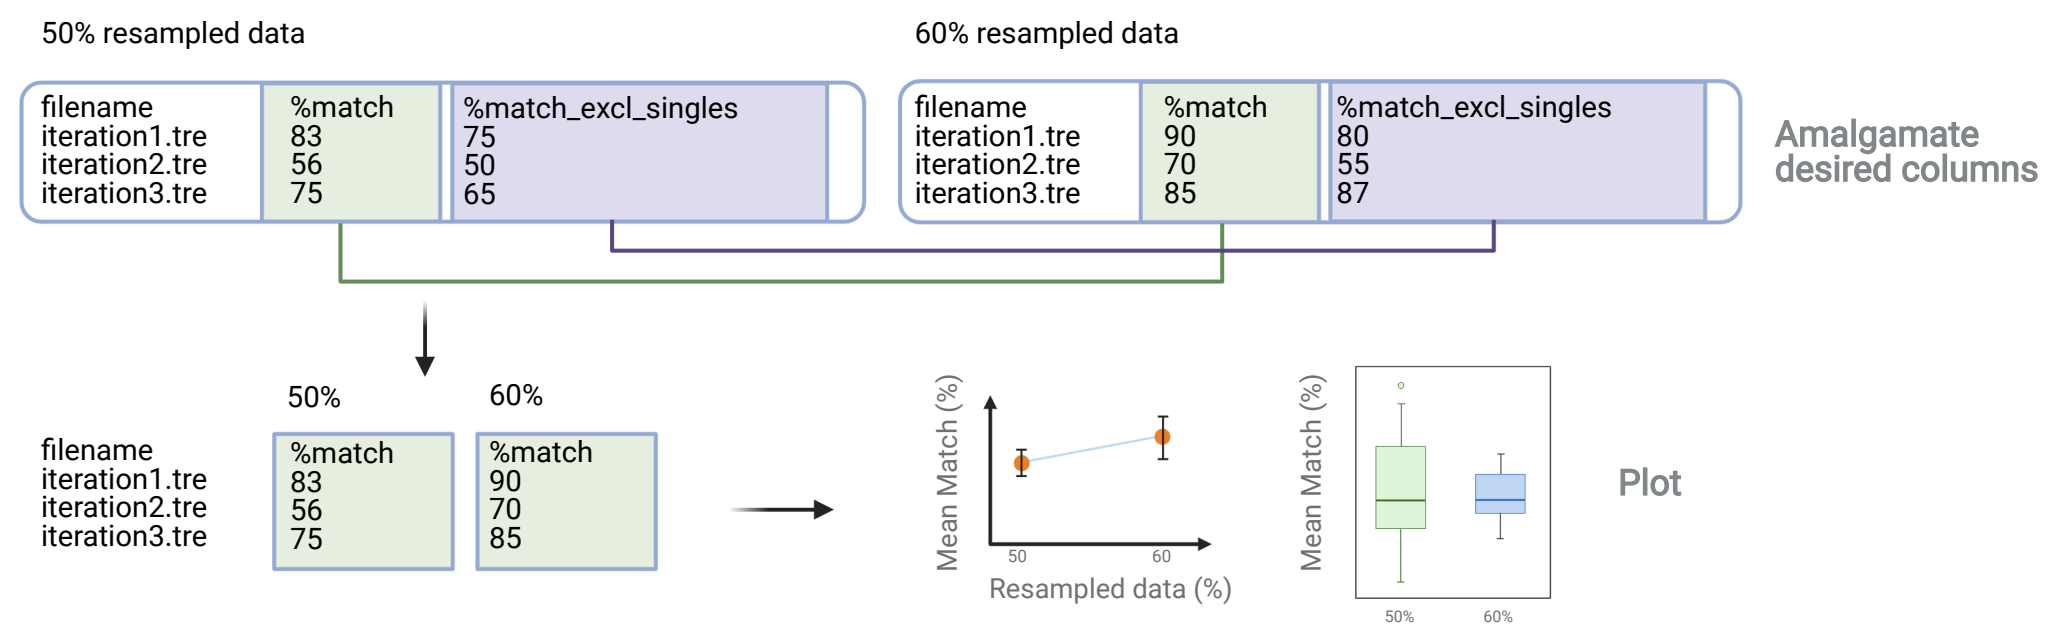 50% resampled data
60% resampled data
filename %match %match_excl_singles
iteration1.tre 83 75
iteration2.tre 56 50
iteration3.tre 75 65
filename %match %match_excl_singles
iteration1.tre 90 80
iteration2.tre 70 55
iteration3.tre 85 87
Amalgamate
desired columns
50% 60%
filename %match %match
iteration1.tre 83 90
iteration2.tre 56 70
iteration3.tre 75 85
Mean Match (%)
50 60
Resampled data (%)
Mean Match (%)
50% 60%
Plot